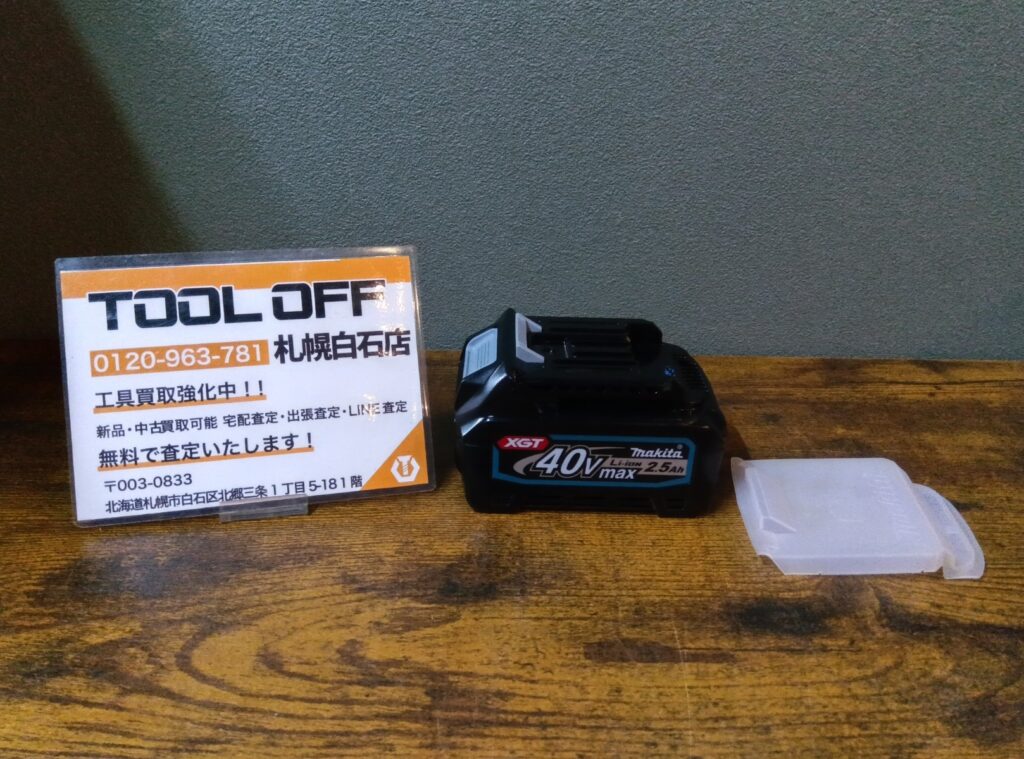 TOOL OFF
0120-963-781 札幌白石店
工具買取強化中!!
新品・中古買取可能 宅配査定・出張査定・LINE査定
無料で査定いたします!
〒003-0833
北海道札幌市白石区北郷三条1丁目5-18 1階
XGT
40Vmax
Li-ion
makita
2.5Ah